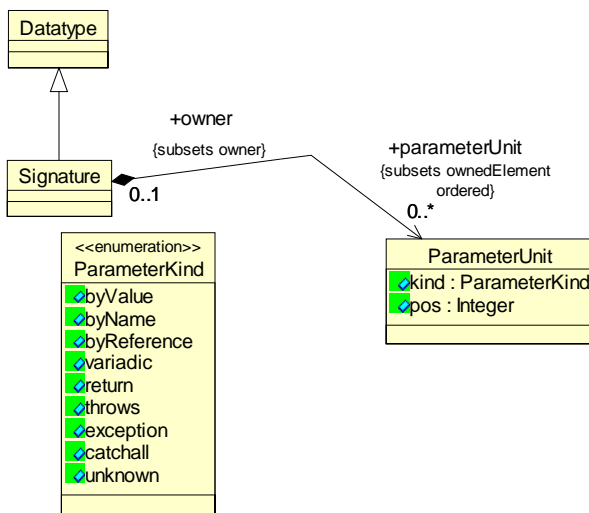 Datatype
+owner
{subsets owner}
+parameterUnit
{subsets ownedElement
ordered}
Signature
0..1
0..*
<<enumeration>>
ParameterKind
byValue
byName
byReference
variadic
return
throws
exception
catchall
unknown
ParameterUnit
kind : ParameterKind
pos : Integer